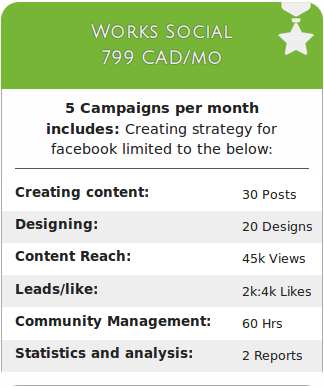 Works Social
799 CAD/mo
5 Campaigns per month
includes: Creating strategy for
facebook limited to the below:
Creating content: 30 Posts
Designing: 20 Designs
Content Reach: 45k Views
Leads/like: 2k:4k Likes
Community Management: 60 Hrs
Statistics and analysis: 2 Reports